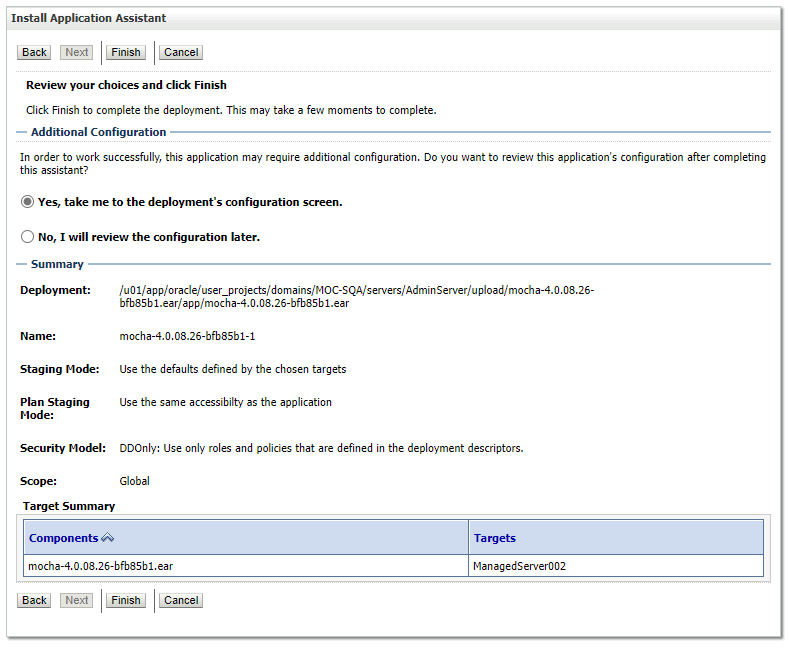 Install Application Assistant
Back Next Finish Cancel
Review your choices and click Finish
Click Finish to complete the deployment. This may take a few moments to complete.
Additional Configuration
In order to work successfully, this application may require additional configuration. Do you want to review this application's configuration after completing
this assistant?
Yes, take me to the deployment's configuration screen.
No, I will review the configuration later.
Summary
Deployment: /u01/app/oracle/user_projects/domains/MOC-SQA/servers/AdminServer/upload/mocha-4.0.08.26-
bfb85b1.ear/app/mocha-4.0.08.26-bfb85b1.ear
Name: mocha-4.0.08.26-bfb85b1-1
Staging Mode: Use the defaults defined by the chosen targets
Plan Staging Use the same accessibilty as the application
Mode:
Security Model: DDOnly: Use only roles and policies that are defined in the deployment descriptors.
Scope: Global
Target Summary
Components Targets
mocha-4.0.08.26-bfb85b1.ear ManagedServer002
Back Next Finish Cancel